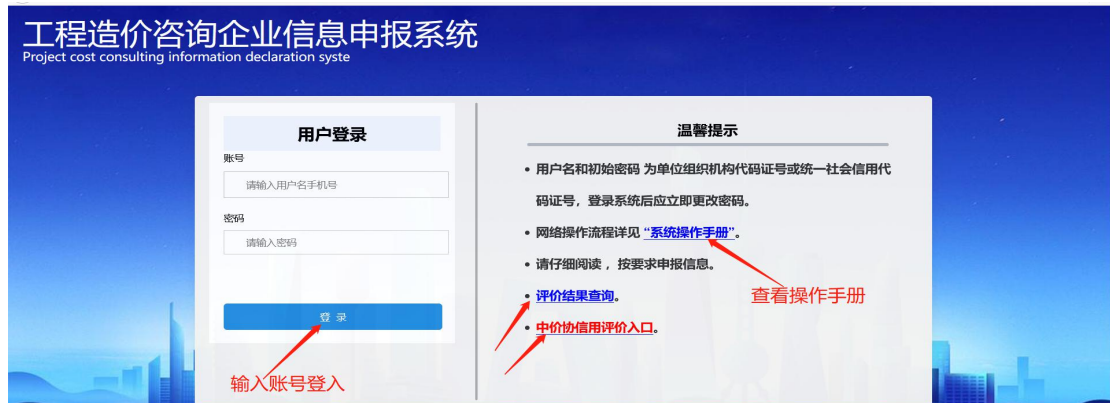 工程造价咨询企业信息申报系统
Project cost consulting information declaration syste
用户登录
账号
请输入用户名手机号
密码
请输入密码
登 录
输入账号登入
温馨提示
• 用户名和初始密码 为单位组织机构代码证号或统一社会信用代
码证号，登录系统后应立即更改密码。
• 网络操作流程详见 “系统操作手册”。
• 请仔细阅读 ，按要求申报信息。
• 评价结果查询。
查看操作手册
• 中价协信用评价入口。